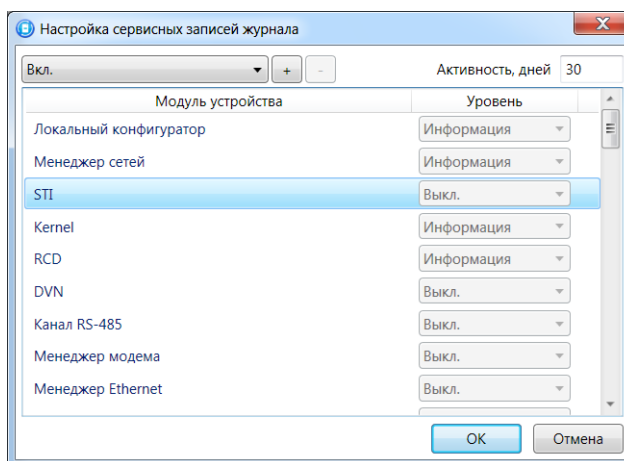 Настройка сервисных записей журнала
X
Вкл. + - Активность, дней 30
Модуль устройства Уровень
Локальный конфигуратор Информация
Менеджер сетей Информация
STI Выкл.
Kernel Информация
RCD Информация
DVN Выкл.
Канал RS-485 Выкл.
Менеджер модема Выкл.
Менеджер Ethernet Выкл.
OK Отмена